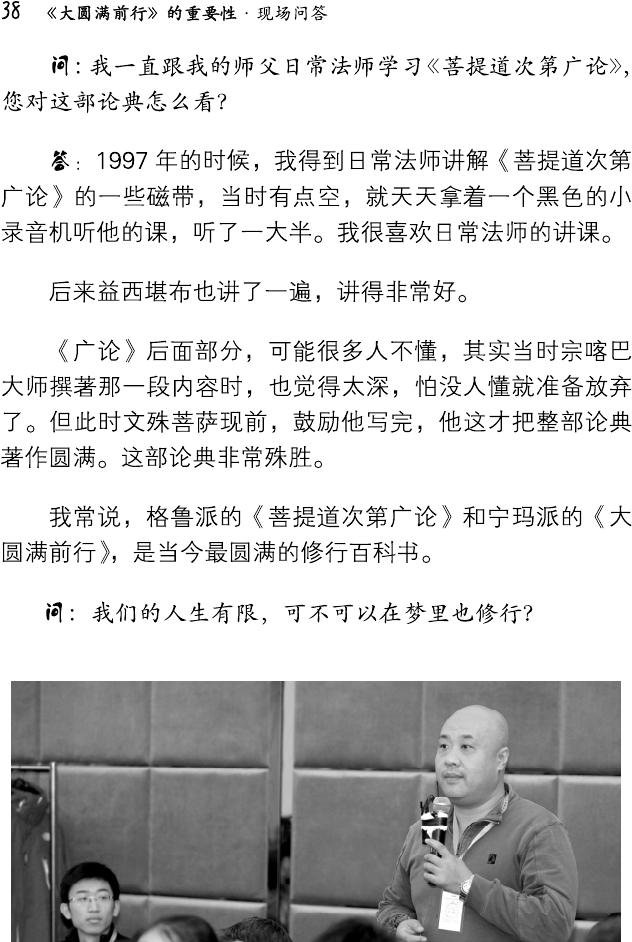 38 《大圆满前行》的重要性·现场问答
问：我一直跟我的师父日常法师学习《菩提道次第广论》，
您对这部论典怎么看？
答：1997 年的时候，我得到日常法师讲解《菩提道次第
广论》的一些磁带，当时有点空，就天天拿着一个黑色的小
录音机听他的课，听了一大半。我很喜欢日常法师的讲课。
后来益西堪布也讲了一遍，讲得非常好。
《广论》后面部分，可能很多人不懂，其实当时宗喀巴
大师撰著那一段内容时，也觉得太深，怕没人懂就准备放弃
了。但此时文殊菩萨现前，鼓励他写完，他这才把整部论典
著作圆满。这部论典非常殊胜。
我常说，格鲁派的《菩提道次第广论》和宁玛派的《大
圆满前行》，是当今最圆满的修行百科书。
问：我们的人生有限，可不可以在梦里也修行？